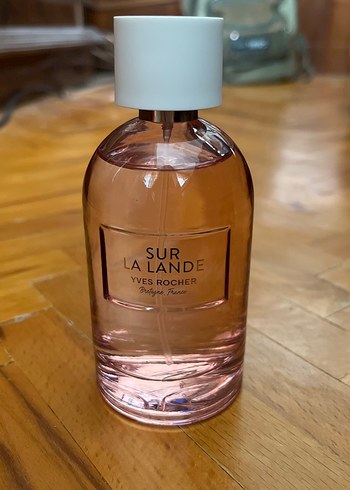 SUR
LA LANDE
YVES ROCHER
Bretagne France